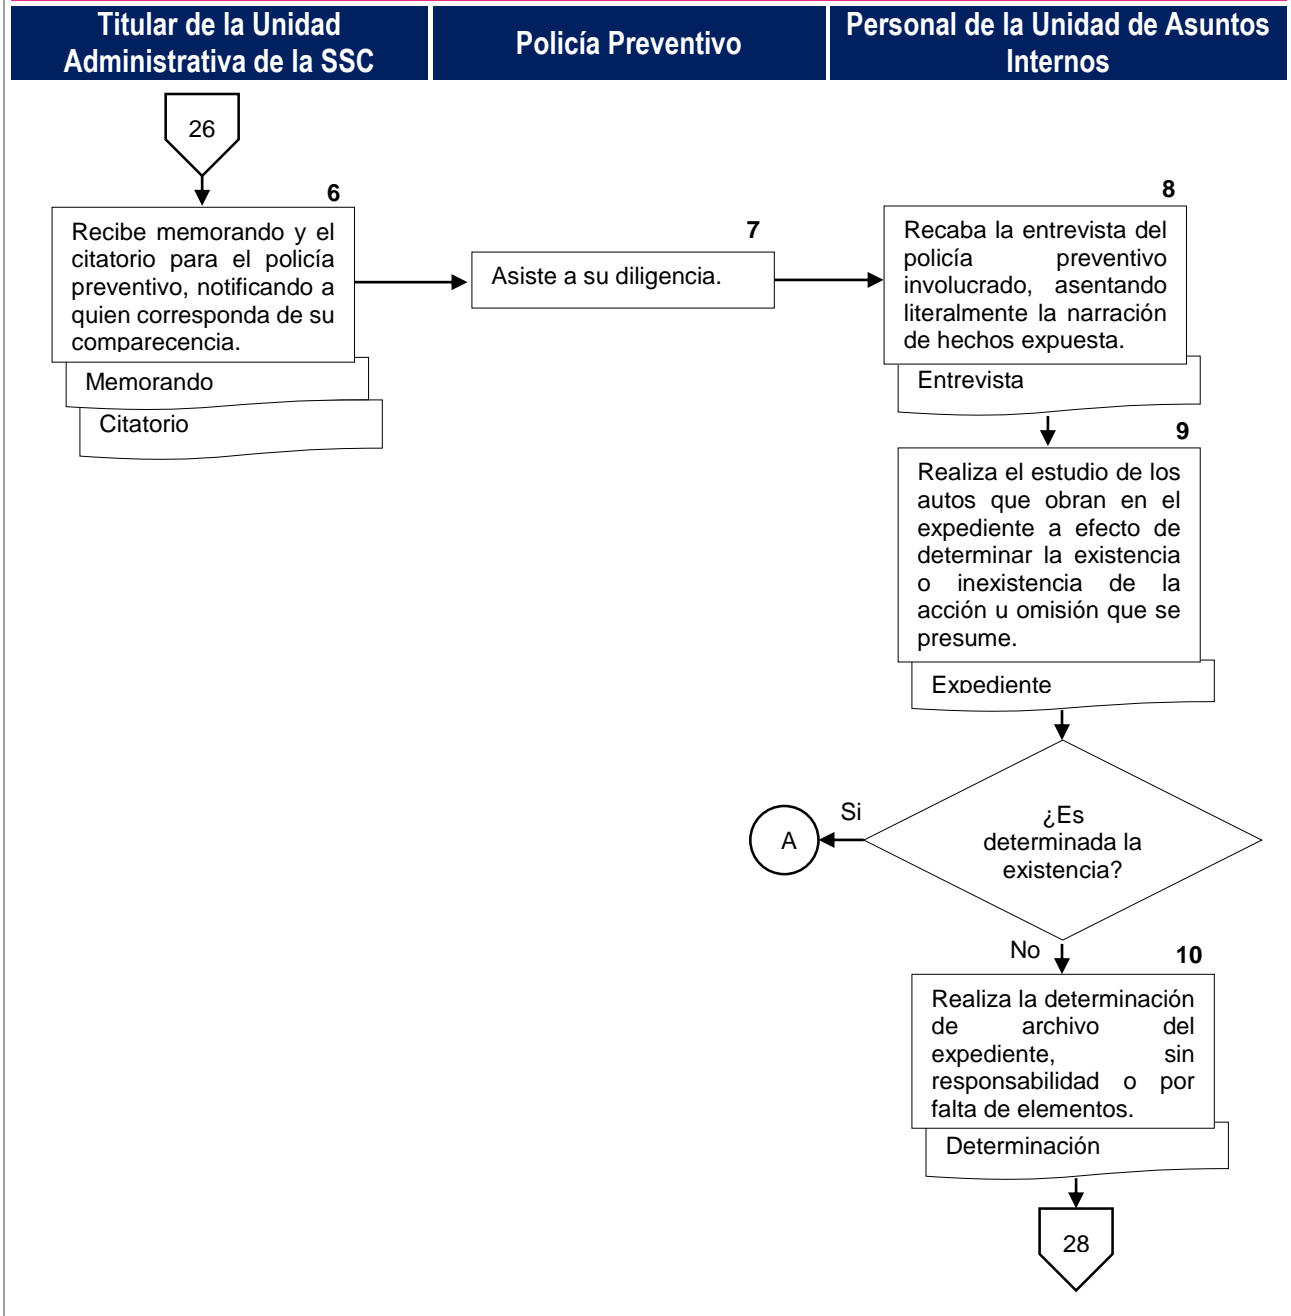 Titular de la Unidad
Administrativa de la SSC
Policía Preventivo
Personal de la Unidad de Asuntos
Internos
26
6
Recibe memorando y el
citatorio para el policía
preventivo, notificando a
quien corresponda de su
comparecencia.
Memorando
Citatorio
7
Asiste a su diligencia.
8
Recaba la entrevista del
policía preventivo
involucrado, asentando
literalmente la narración
de hechos expuesta.
Entrevista
9
Realiza el estudio de los
autos que obran en el
expediente a efecto de
determinar la existencia
o inexistencia de la
acción u omisión que se
presume.
Expediente
¿Es
determinada la
existencia?
Si
A
No
10
Realiza la determinación
de archivo del
expediente, sin
responsabilidad o por
falta de elementos.
Determinación
28